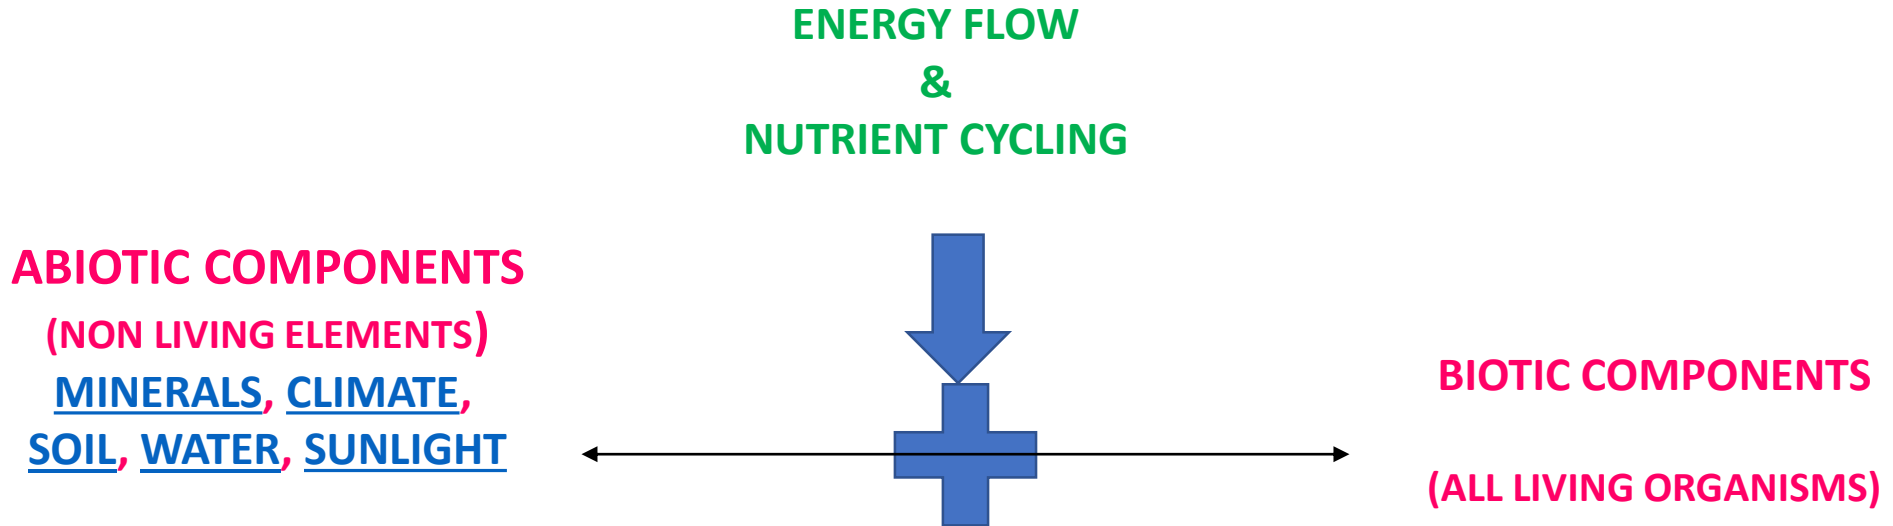 ENERGY FLOW
&
NUTRIENT CYCLING
ABIOTIC COMPONENTS
(NON LIVING ELEMENTS)
MINERALS, CLIMATE,
SOIL, WATER, SUNLIGHT
BIOTIC COMPONENTS
(ALL LIVING ORGANISMS)